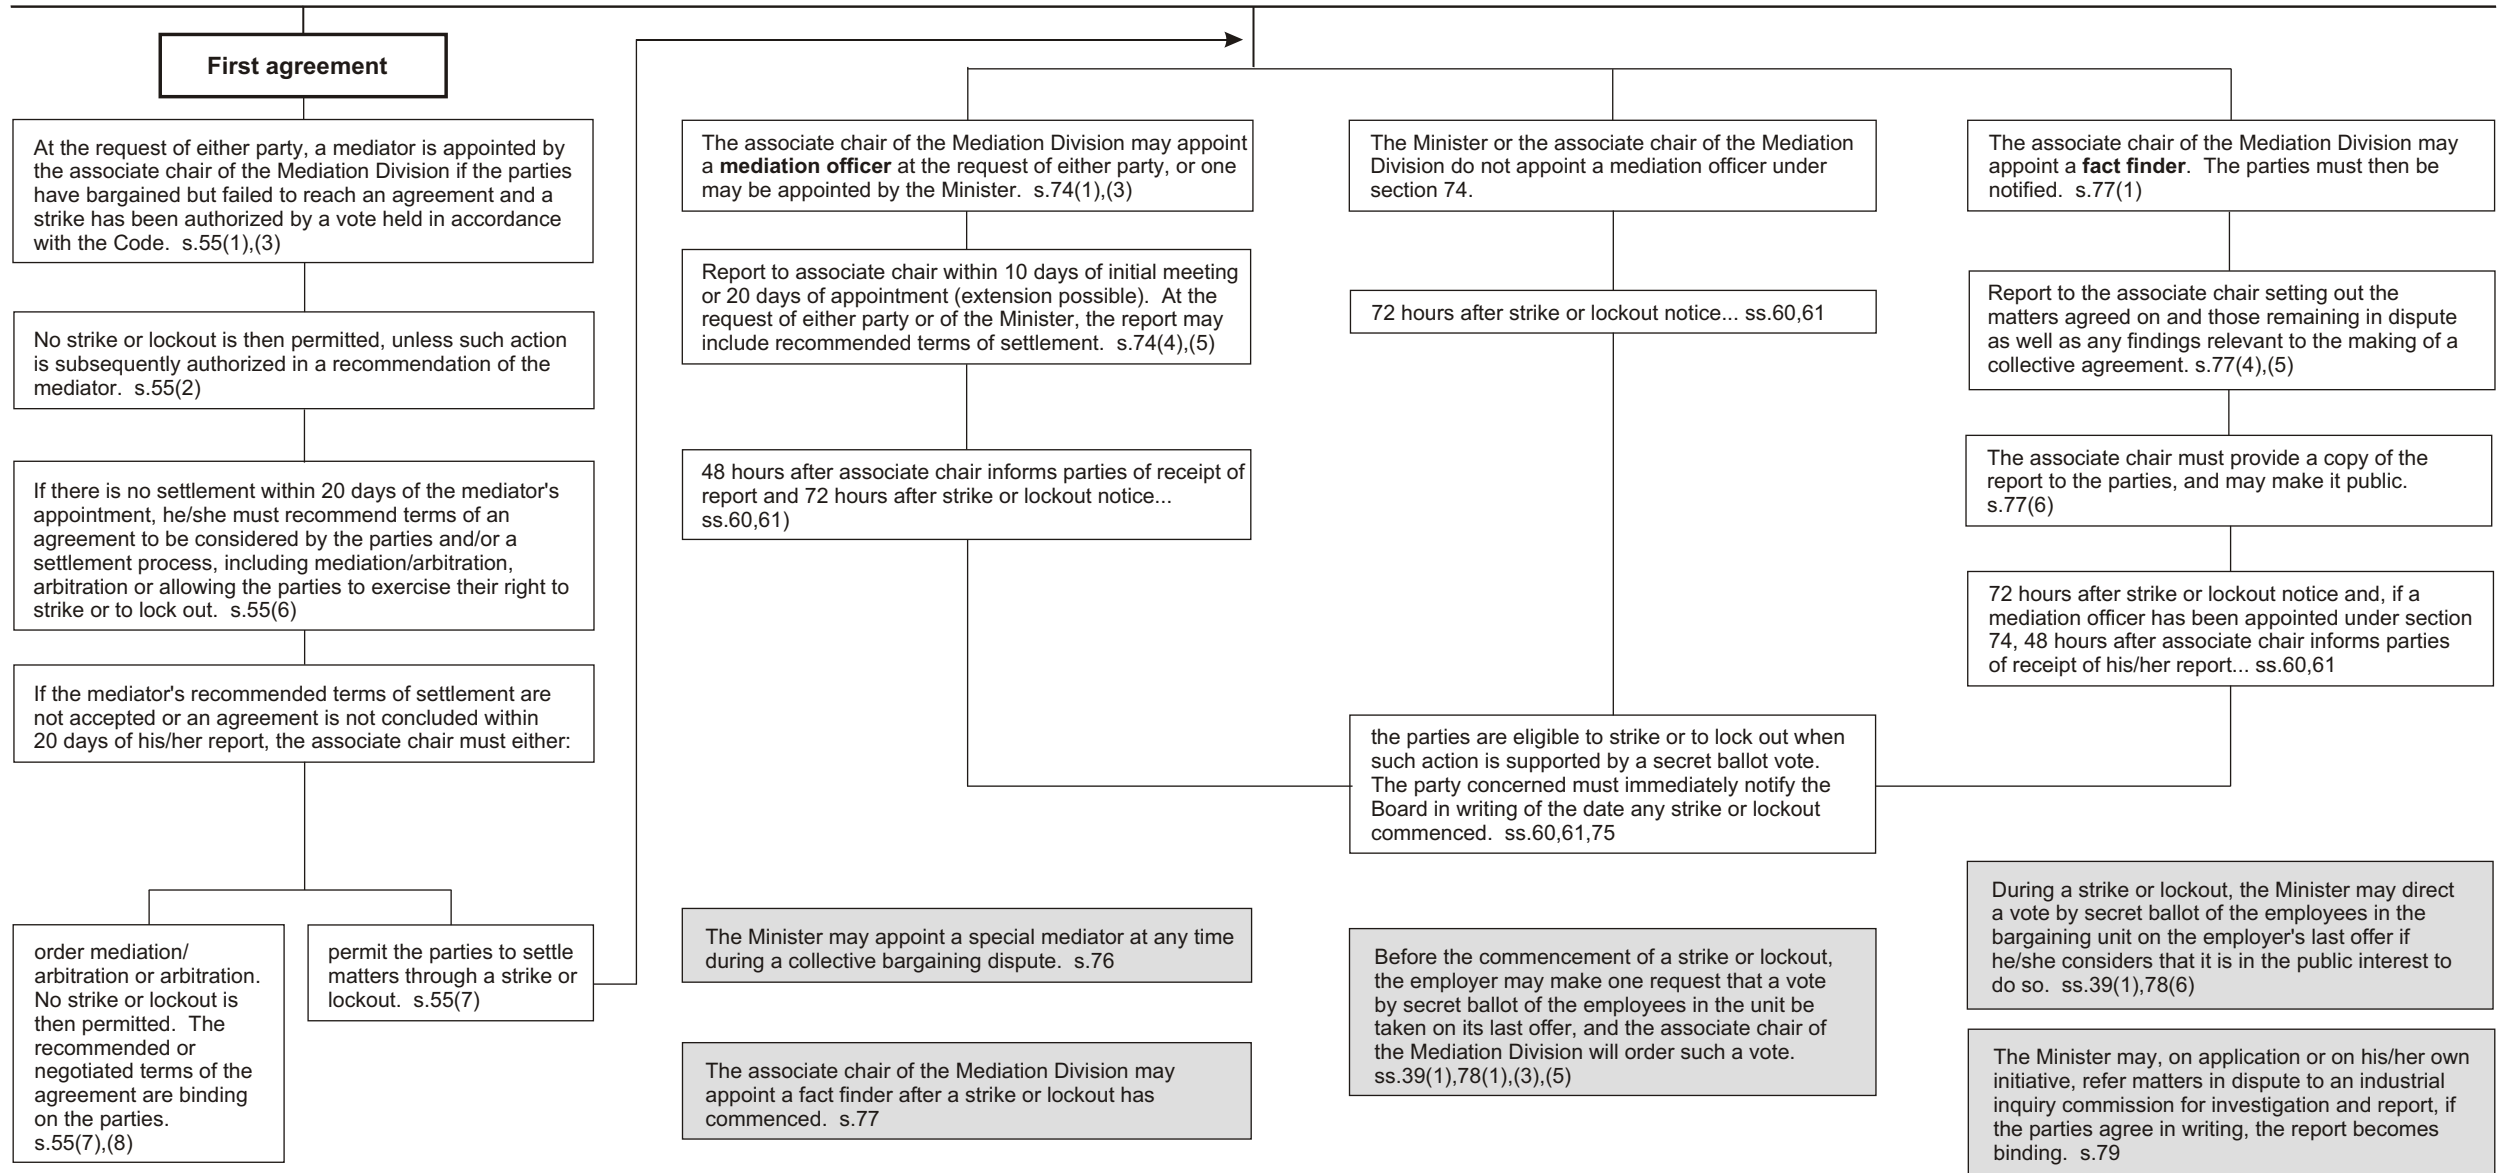 First agreement
At the request of either party, a mediator is appointed by
the associate chair of the Mediation Division if the parties
have bargained but failed to reach an agreement and a
strike has been authorized by a vote held in accordance
with the Code.  s.55(1),(3)
No strike or lockout is then permitted, unless such action
is subsequently authorized in a recommendation of the
mediator.  s.55(2)
If there is no settlement within 20 days of the mediator's
appointment, he/she must recommend terms of an
agreement to be considered by the parties and/or a
settlement process, including mediation/arbitration,
arbitration or allowing the parties to exercise their right to
strike or to lock out.  s.55(6)
If the mediator's recommended terms of settlement are
not accepted or an agreement is not concluded within
20 days of his/her report, the associate chair must either:
order mediation/
arbitration or arbitration.
No strike or lockout is
then permitted.  The
recommended or
negotiated terms of the
agreement are binding
on the parties.
s.55(7),(8)
permit the parties to settle
matters through a strike or
lockout.  s.55(7)
The associate chair of the Mediation Division may appoint
a mediation officer at the request of either party, or one
may be appointed by the Minister.  s.74(1),(3)
Report to associate chair within 10 days of initial meeting
or 20 days of appointment (extension possible).  At the
request of either party or of the Minister, the report may
include recommended terms of settlement.  s.74(4),(5)
48 hours after associate chair informs parties of receipt of
report and 72 hours after strike or lockout notice...
ss.60,61)
The Minister or the associate chair of the Mediation
Division do not appoint a mediation officer under
section 74.
72 hours after strike or lockout notice... ss.60,61
The associate chair of the Mediation Division may
appoint a fact finder.  The parties must then be
notified.  s.77(1)
Report to the associate chair setting out the
matters agreed on and those remaining in dispute
as well as any findings relevant to the making of a
collective agreement. s.77(4),(5)
The associate chair must provide a copy of the
report to the parties, and may make it public.
s.77(6)
72 hours after strike or lockout notice and, if a
mediation officer has been appointed under section
74, 48 hours after associate chair informs parties
of receipt of his/her report... ss.60,61
the parties are eligible to strike or to lock out when
such action is supported by a secret ballot vote.
The party concerned must immediately notify the
Board in writing of the date any strike or lockout
commenced.  ss.60,61,75
The Minister may appoint a special mediator at any time
during a collective bargaining dispute.  s.76
The associate chair of the Mediation Division may
appoint a fact finder after a strike or lockout has
commenced.  s.77
Before the commencement of a strike or lockout,
the employer may make one request that a vote
by secret ballot of the employees in the unit be
taken on its last offer, and the associate chair of
the Mediation Division will order such a vote.
ss.39(1),78(1),(3),(5)
During a strike or lockout, the Minister may direct
a vote by secret ballot of the employees in the
bargaining unit on the employer's last offer if
he/she considers that it is in the public interest to
do so.  ss.39(1),78(6)
The Minister may, on application or on his/her own
initiative, refer matters in dispute to an industrial
inquiry commission for investigation and report, if
the parties agree in writing, the report becomes
binding.  s.79